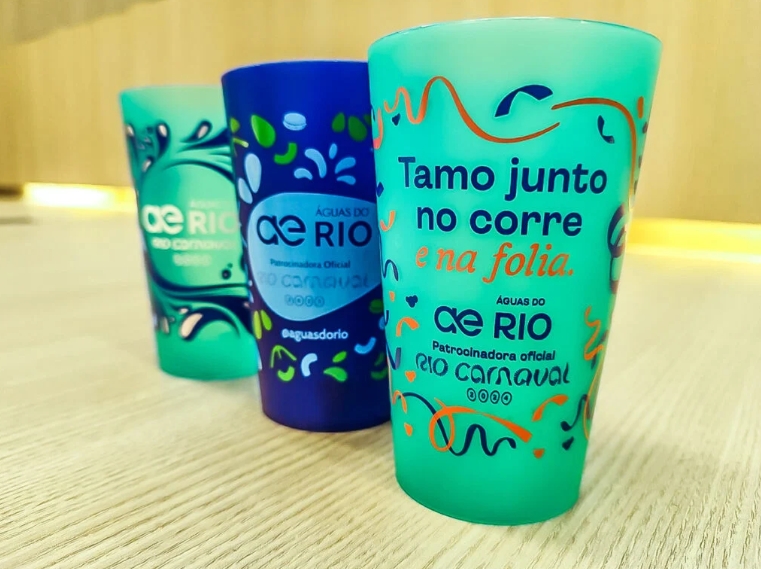 Tamo junto
no corre
e na folia.
ÁGUAS DO
ae RIO
Patrocinadora oficial
RIO CARNAVAL
2024
ÁGUAS DO
ae RIO
Patrocinadora Oficial
RIO CARNAVAL
@aguasdorio
ae RIO
RIO CARNAVAL